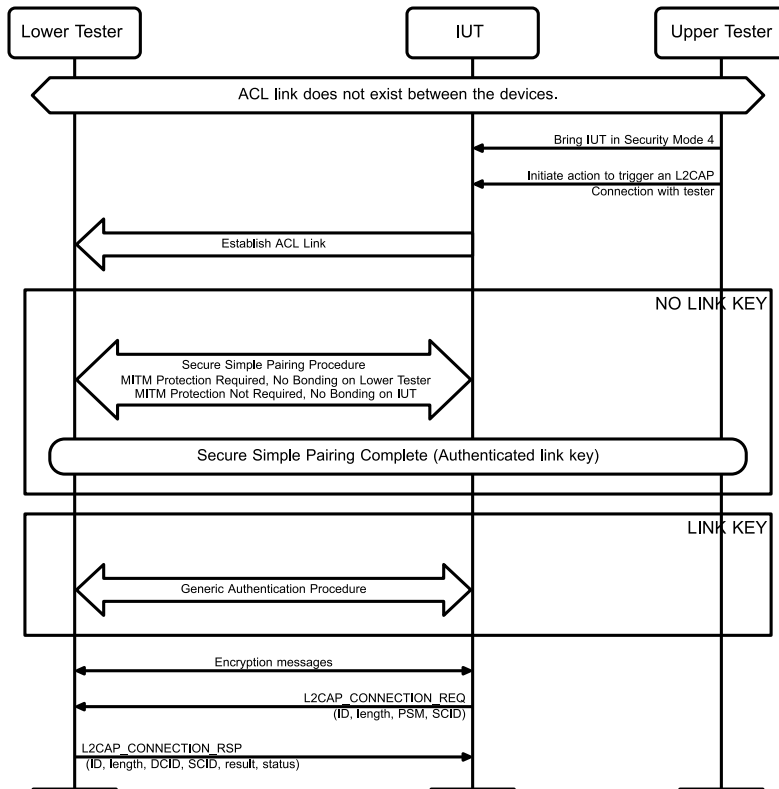 Lower Tester
IUT
Upper Tester
ACL link does not exist between the devices.
Bring IUT in Security Mode 4
Initiate action to trigger an L2CAP
Connection with tester
Establish ACL Link
NO LINK KEY
Secure Simple Pairing Procedure
MITM Protection Required, No Bonding on Lower Tester
MITM Protection Not Required, No Bonding on IUT
Secure Simple Pairing Complete (Authenticated link key)
LINK KEY
Generic Authentication Procedure
Encryption messages
L2CAP_CONNECTION_REQ
(ID, length, PSM, SCID)
L2CAP_CONNECTION_RSP
(ID, length, DCID, SCID, result, status)